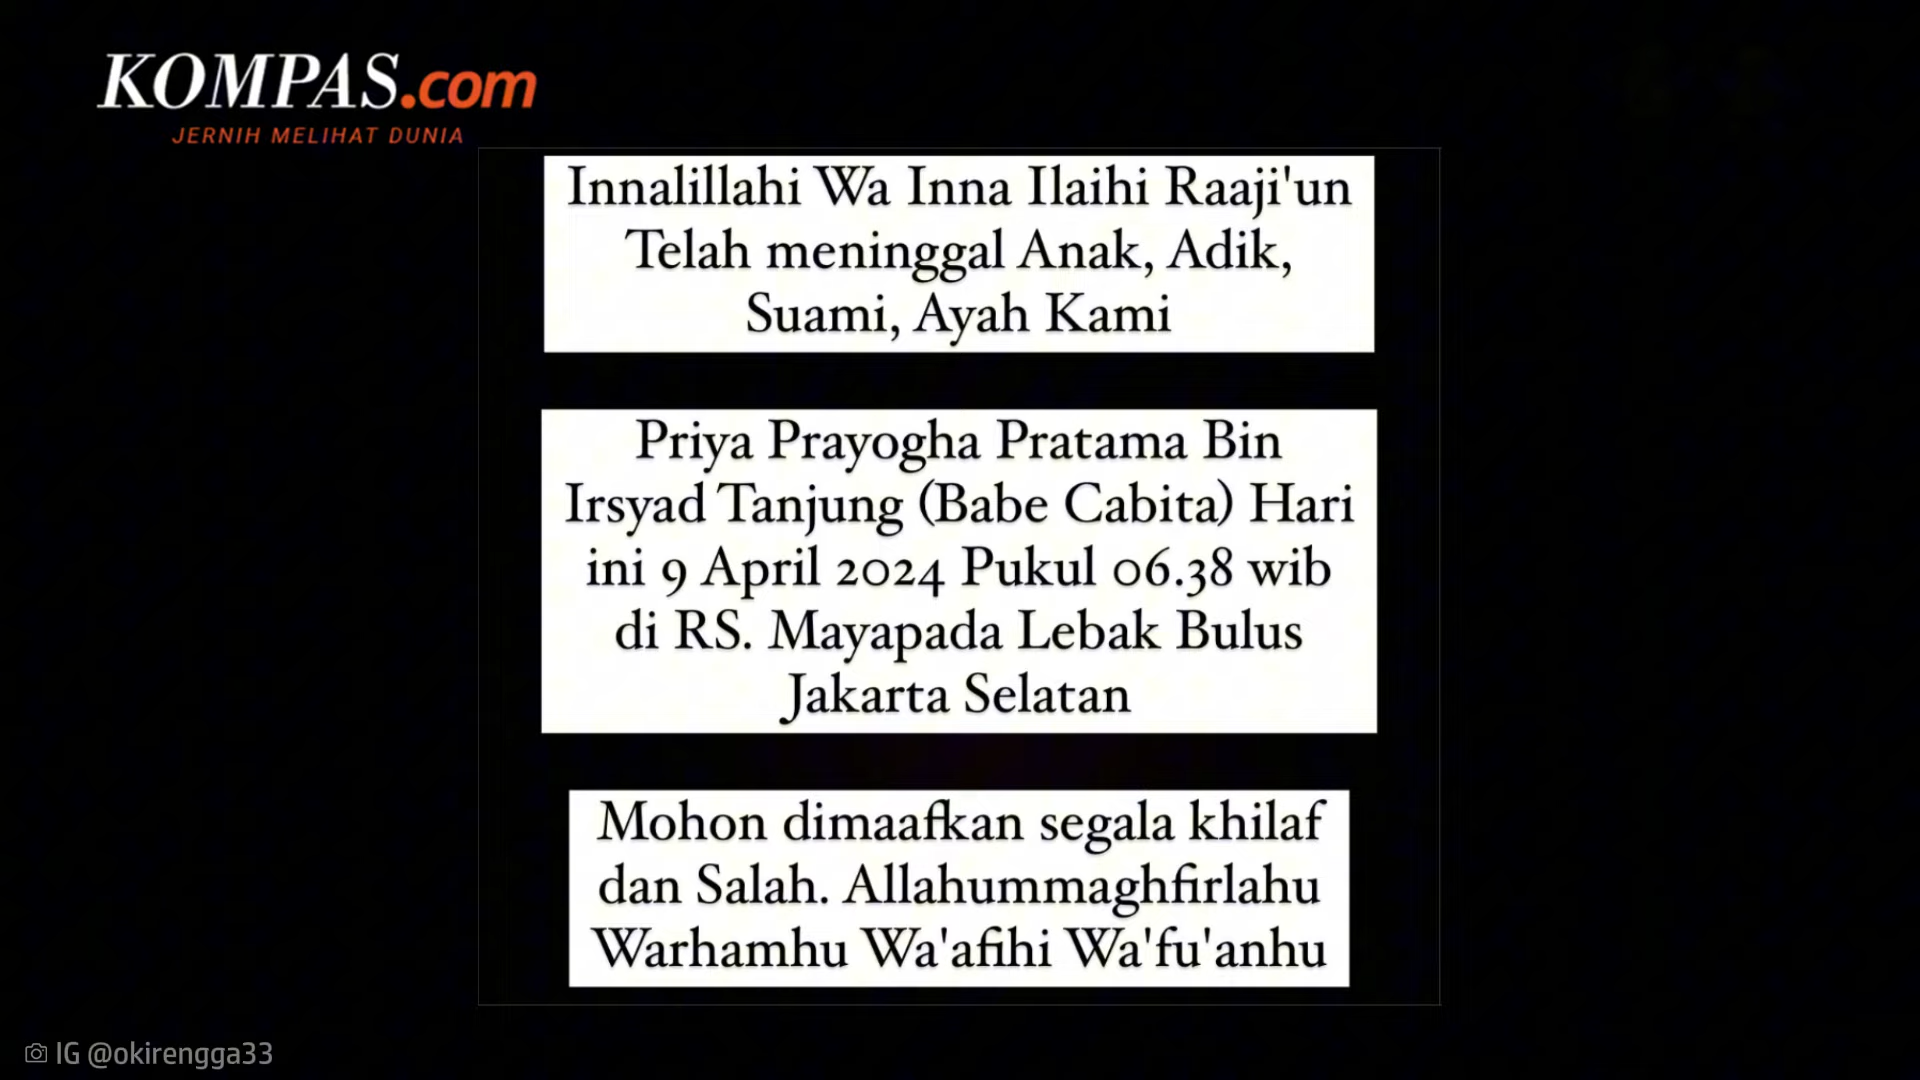 KOMPAS.com
JERNIH MELIHAT DUNIA
Innalillahi Wa Inna Ilaihi Raaji'un
Telah meninggal Anak, Adik,
Suami, Ayah Kami
Priya Prayogha Pratama Bin
Irsyad Tanjung (Babe Cabita) Hari
ini 9 April 2024 Pukul 06.38 wib
di RS. Mayapada Lebak Bulus
Jakarta Selatan
Mohon dimaafkan segala khilaf
dan Salah. Allahummaghfirlahu
Warhamhu Wa'afihi Wa'fu'anhu
IG @okirengga33